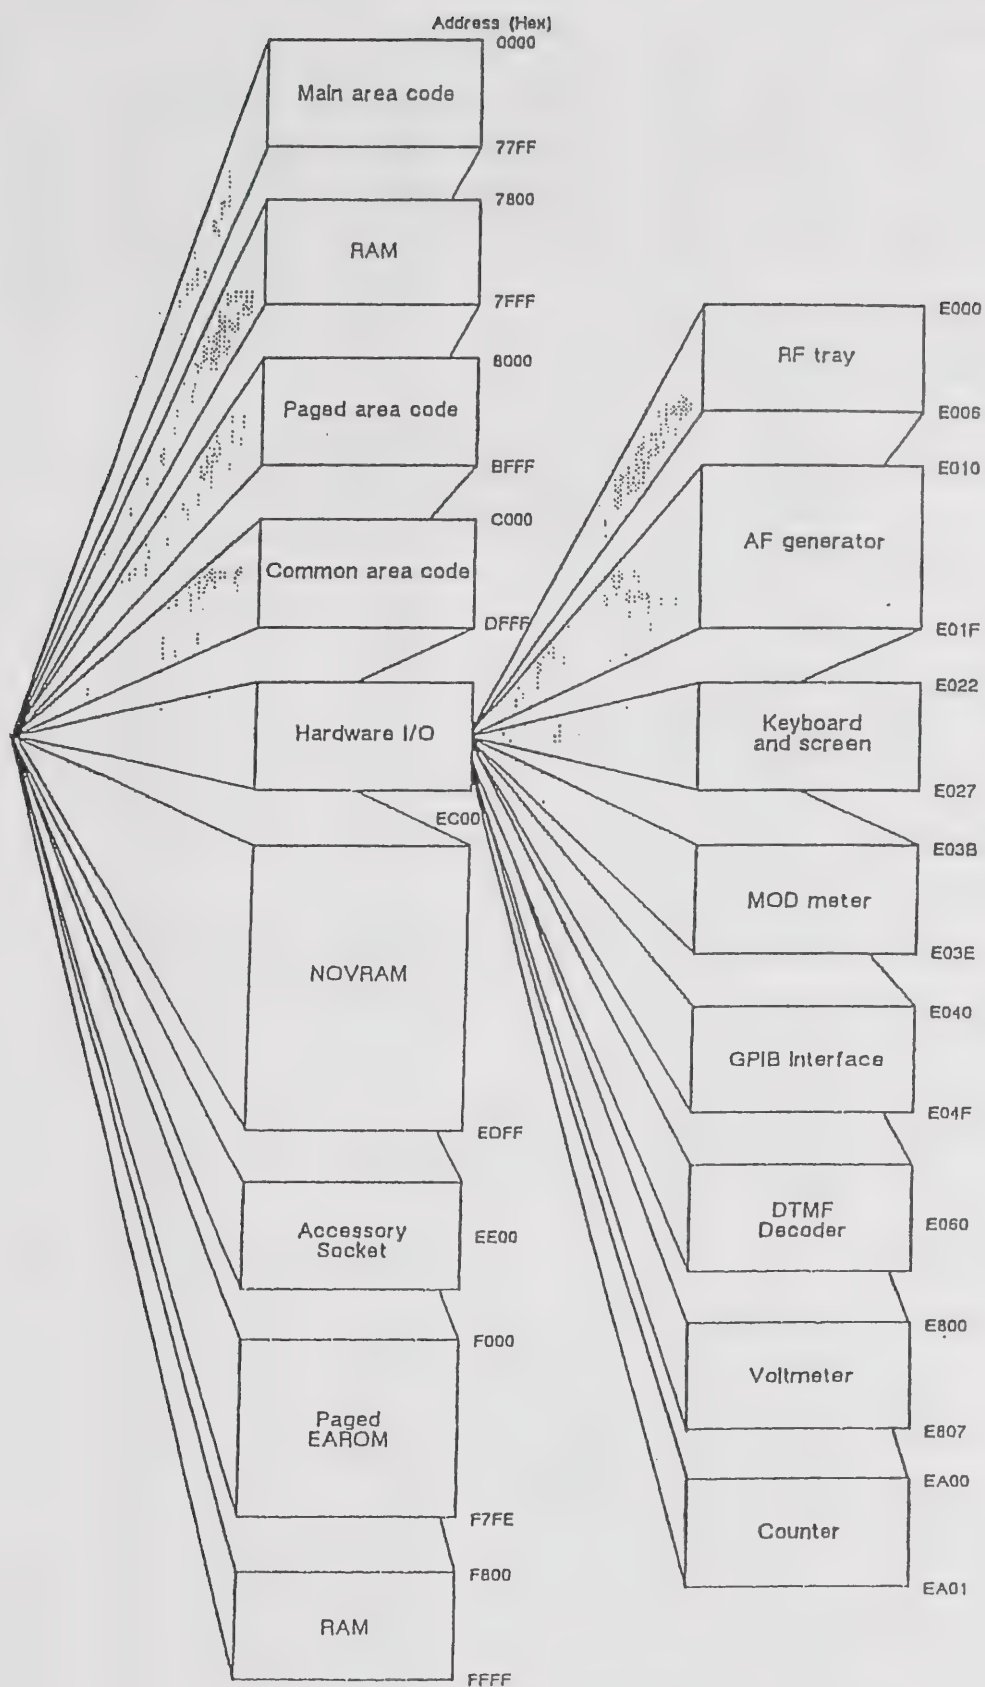 Address (Hex)
0000
Main area code
77FF
7800
RAM
7FFF
8000
Paged area code
BFFF
C000
Common area code
DFFF
Hardware I/O
EC00
NOVRAM
EDFF
Accessory
Socket
EE00
F000
Paged
EAROM
F7FE
F800
RAM
FFFF
E000
RF tray
E006
E010
AF generator
E01F
E022
Keyboard
and screen
E027
E03B
MOD meter
E03E
E040
GPIB Interface
E04F
DTMF
Decoder
E060
E800
Voltmeter
E807
EA00
Counter
EA01